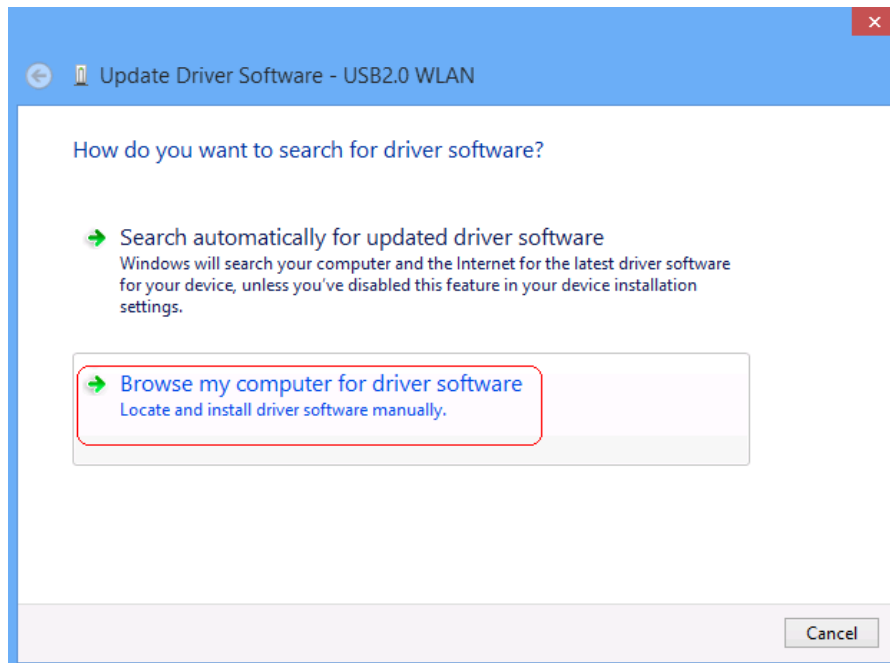 Update Driver Software - USB2.0 WLAN
How do you want to search for driver software?
Search automatically for updated driver software
Windows will search your computer and the Internet for the latest driver software
for your device, unless you've disabled this feature in your device installation
settings.
Browse my computer for driver software
Locate and install driver software manually.
Cancel